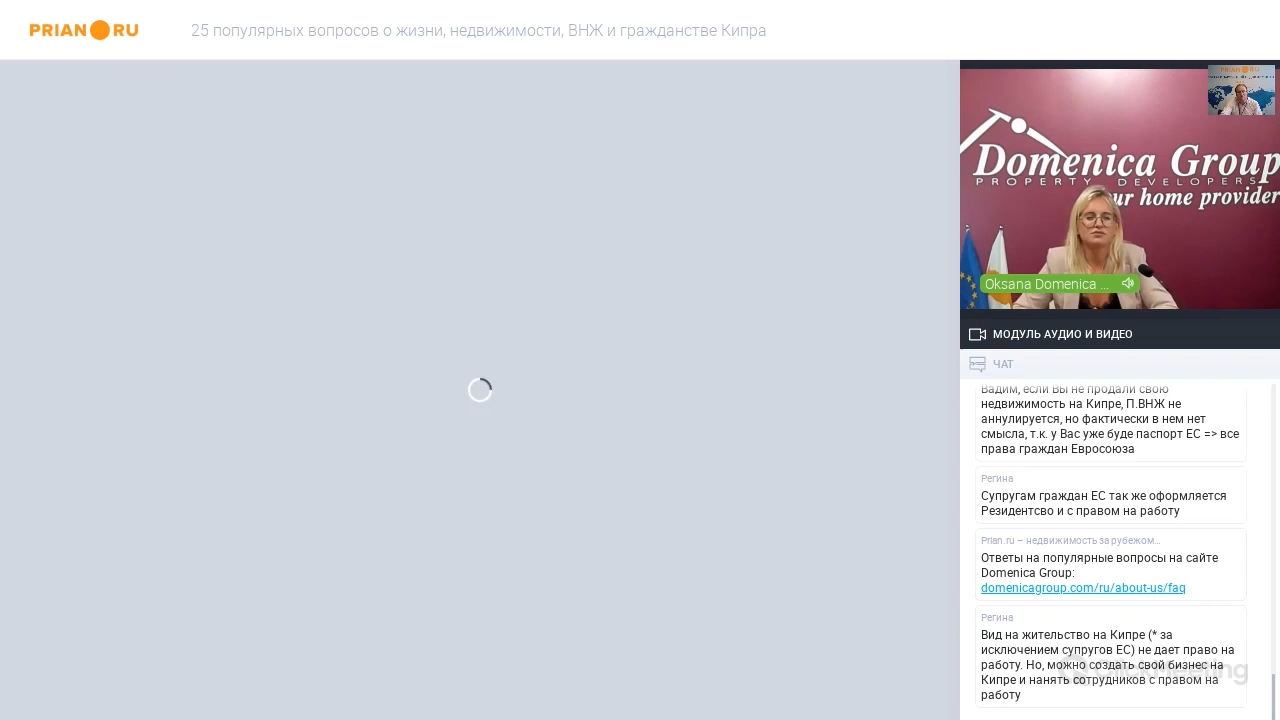 PRIAN RU
25 популярных вопросов о жизни, недвижимости, ВНЖ и гражданстве Кипра
PRIAN RU
Domenica Group
PROPERTY DEVELOPERS
ur home provider
Oksana Domenica ...
МОДУЛЬ АУДИО И ВИДЕО
ЧАТ
Вадим, если Вы не продали свою
недвижимость на Кипре, П.ВНЖ не
аннулируется, но фактически в нем нет
смысла, т.к. у Вас уже буде паспорт ЕС => все
права граждан Евросоюза
Регина
Супругам граждан ЕС так же оформляется
Резидентсво и с правом на работу
Prian.ru – недвижимость за рубежом...
Ответы на популярные вопросы на сайте
Domenica Group:
domenicagroup.com/ru/about-us/faq
Регина
Вид на жительство на Кипре (* за
исключением супругов ЕС) не дает право на
работу. Но, можно создать свой бизнес на
Кипре и нанять сотрудников с правом на
работу
ClickMeeting